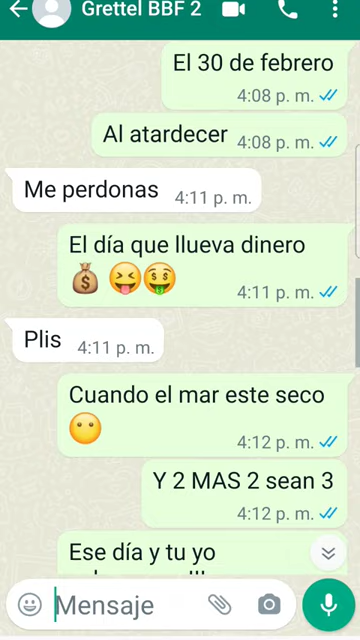 Grettel BBF 2
El 30 de febrero
4:08 p. m.
Al atardecer
4:08 p. m.
Me perdonas
4:11 p. m.
El día que llueva dinero
4:11 p. m.
Plis
4:11 p. m.
Cuando el mar este seco
4:12 p. m.
Y 2 MAS 2 sean 3
4:12 p. m.
Ese día y tu yo
Mensaje